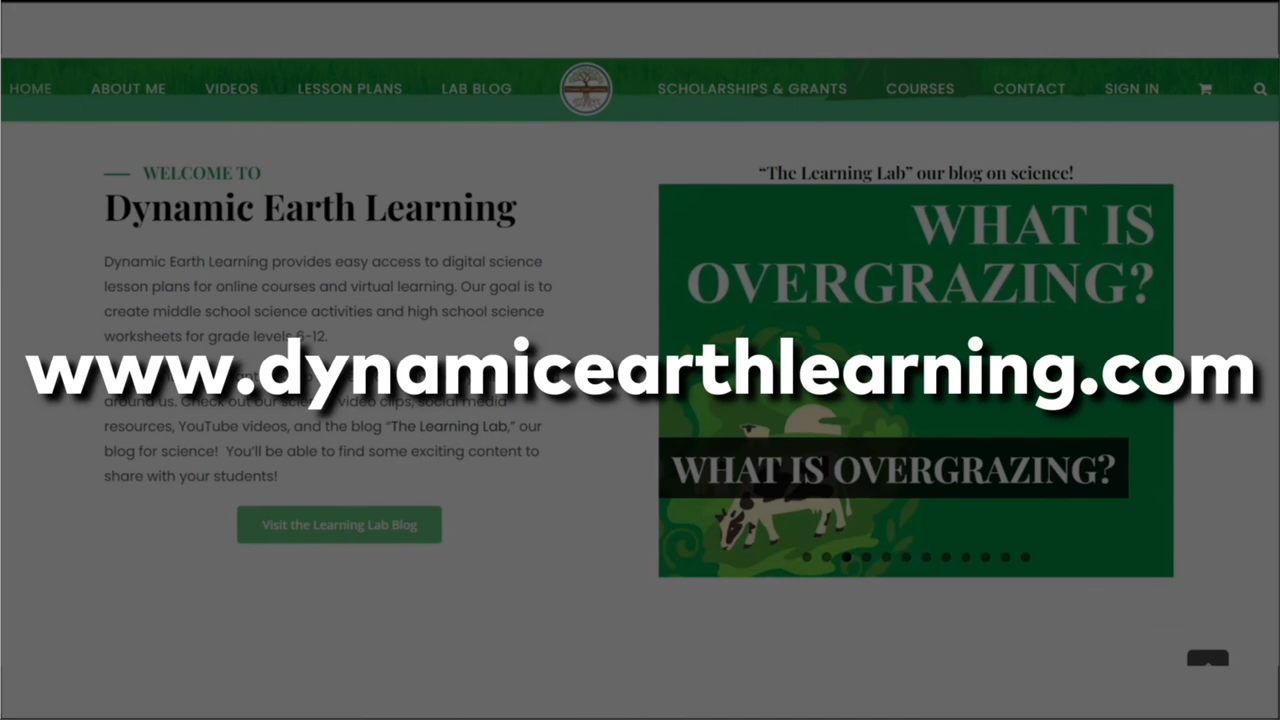 HOME ABOUT ME VIDEOS LESSON PLANS LAB BLOG SCHOLARSHIPS & GRANTS COURSES CONTACT SIGN IN
WELCOME TO
Dynamic Earth Learning
Dynamic Earth Learning provides easy access to digital science
lesson plans for online courses and virtual learning. Our goal is to
create middle school science activities and high school science
worksheets for grade levels 6-12.
around us. Check out our science video clips, social media
resources, YouTube videos, and the blog “The Learning Lab,” our
blog for science! You’ll be able to find some exciting content to
share with your students!
Visit the Learning Lab Blog
“The Learning Lab” our blog on science!
WHAT IS
OVERGRAZING?
WHAT IS OVERGRAZING?
www.dynamicearthlearning.com